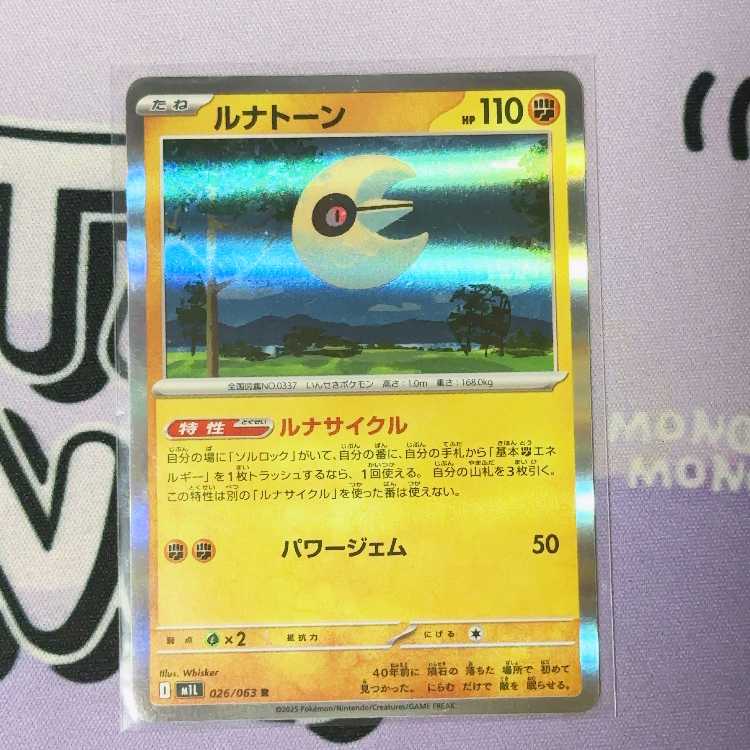 たね ルナトーン HP 110
全国図鑑NO.0337 いんせきポケモン 高さ:1.0m 重さ:168.0kg
特性 とくせい ルナサイクル
自分の場に「ソルロック」がいて、自分の番に、自分の手札から「基本エネ
ルギー」を1枚トラッシュするなら、1回使える。自分の山札を3枚引く。
この特性は別の「ルナサイクル」を使った番は使えない。
パワージェム 50
弱点 ×2 抵抗力 にげる
Illus. Whisker
40年前に 隕石の 落ちた 場所で 初めて
見つかった。にらむ だけで 敵を 眠らせる。
I M1L 026/063 R
©2025 Pokémon/Nintendo/Creatures/GAME FREAK
MONO
MONO